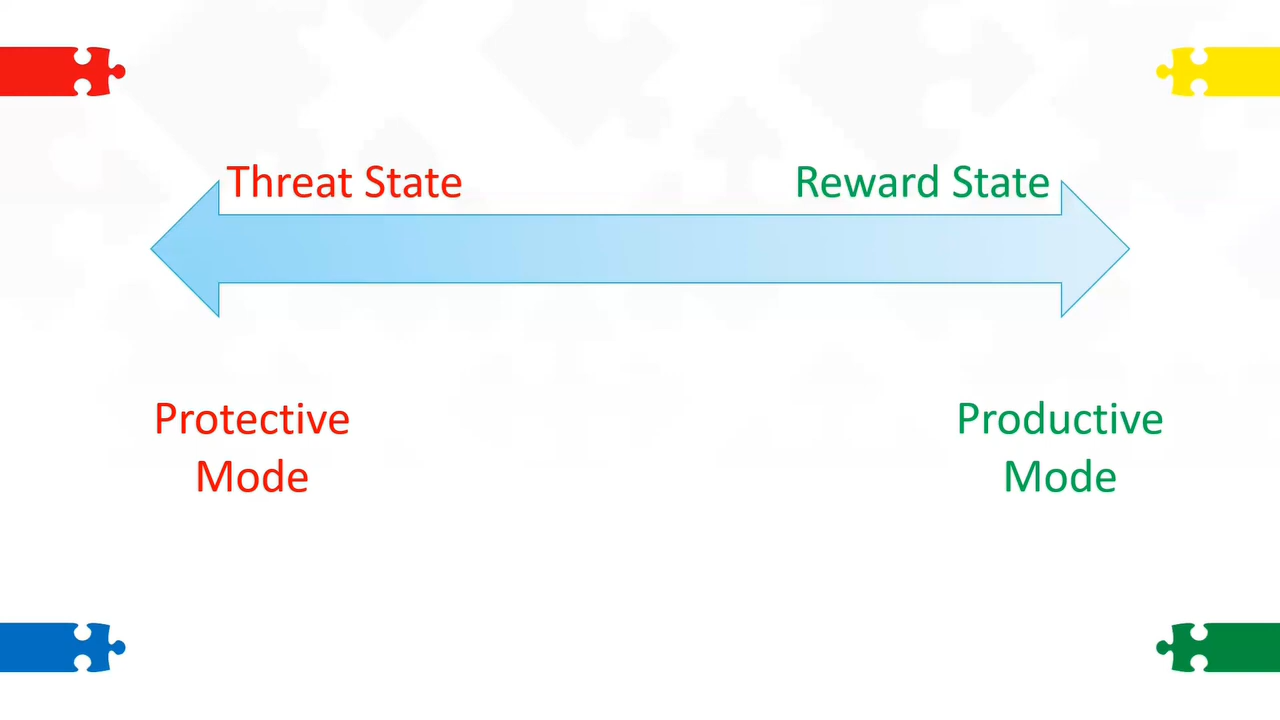 Threat State
Reward State
Protective
Mode
Productive
Mode